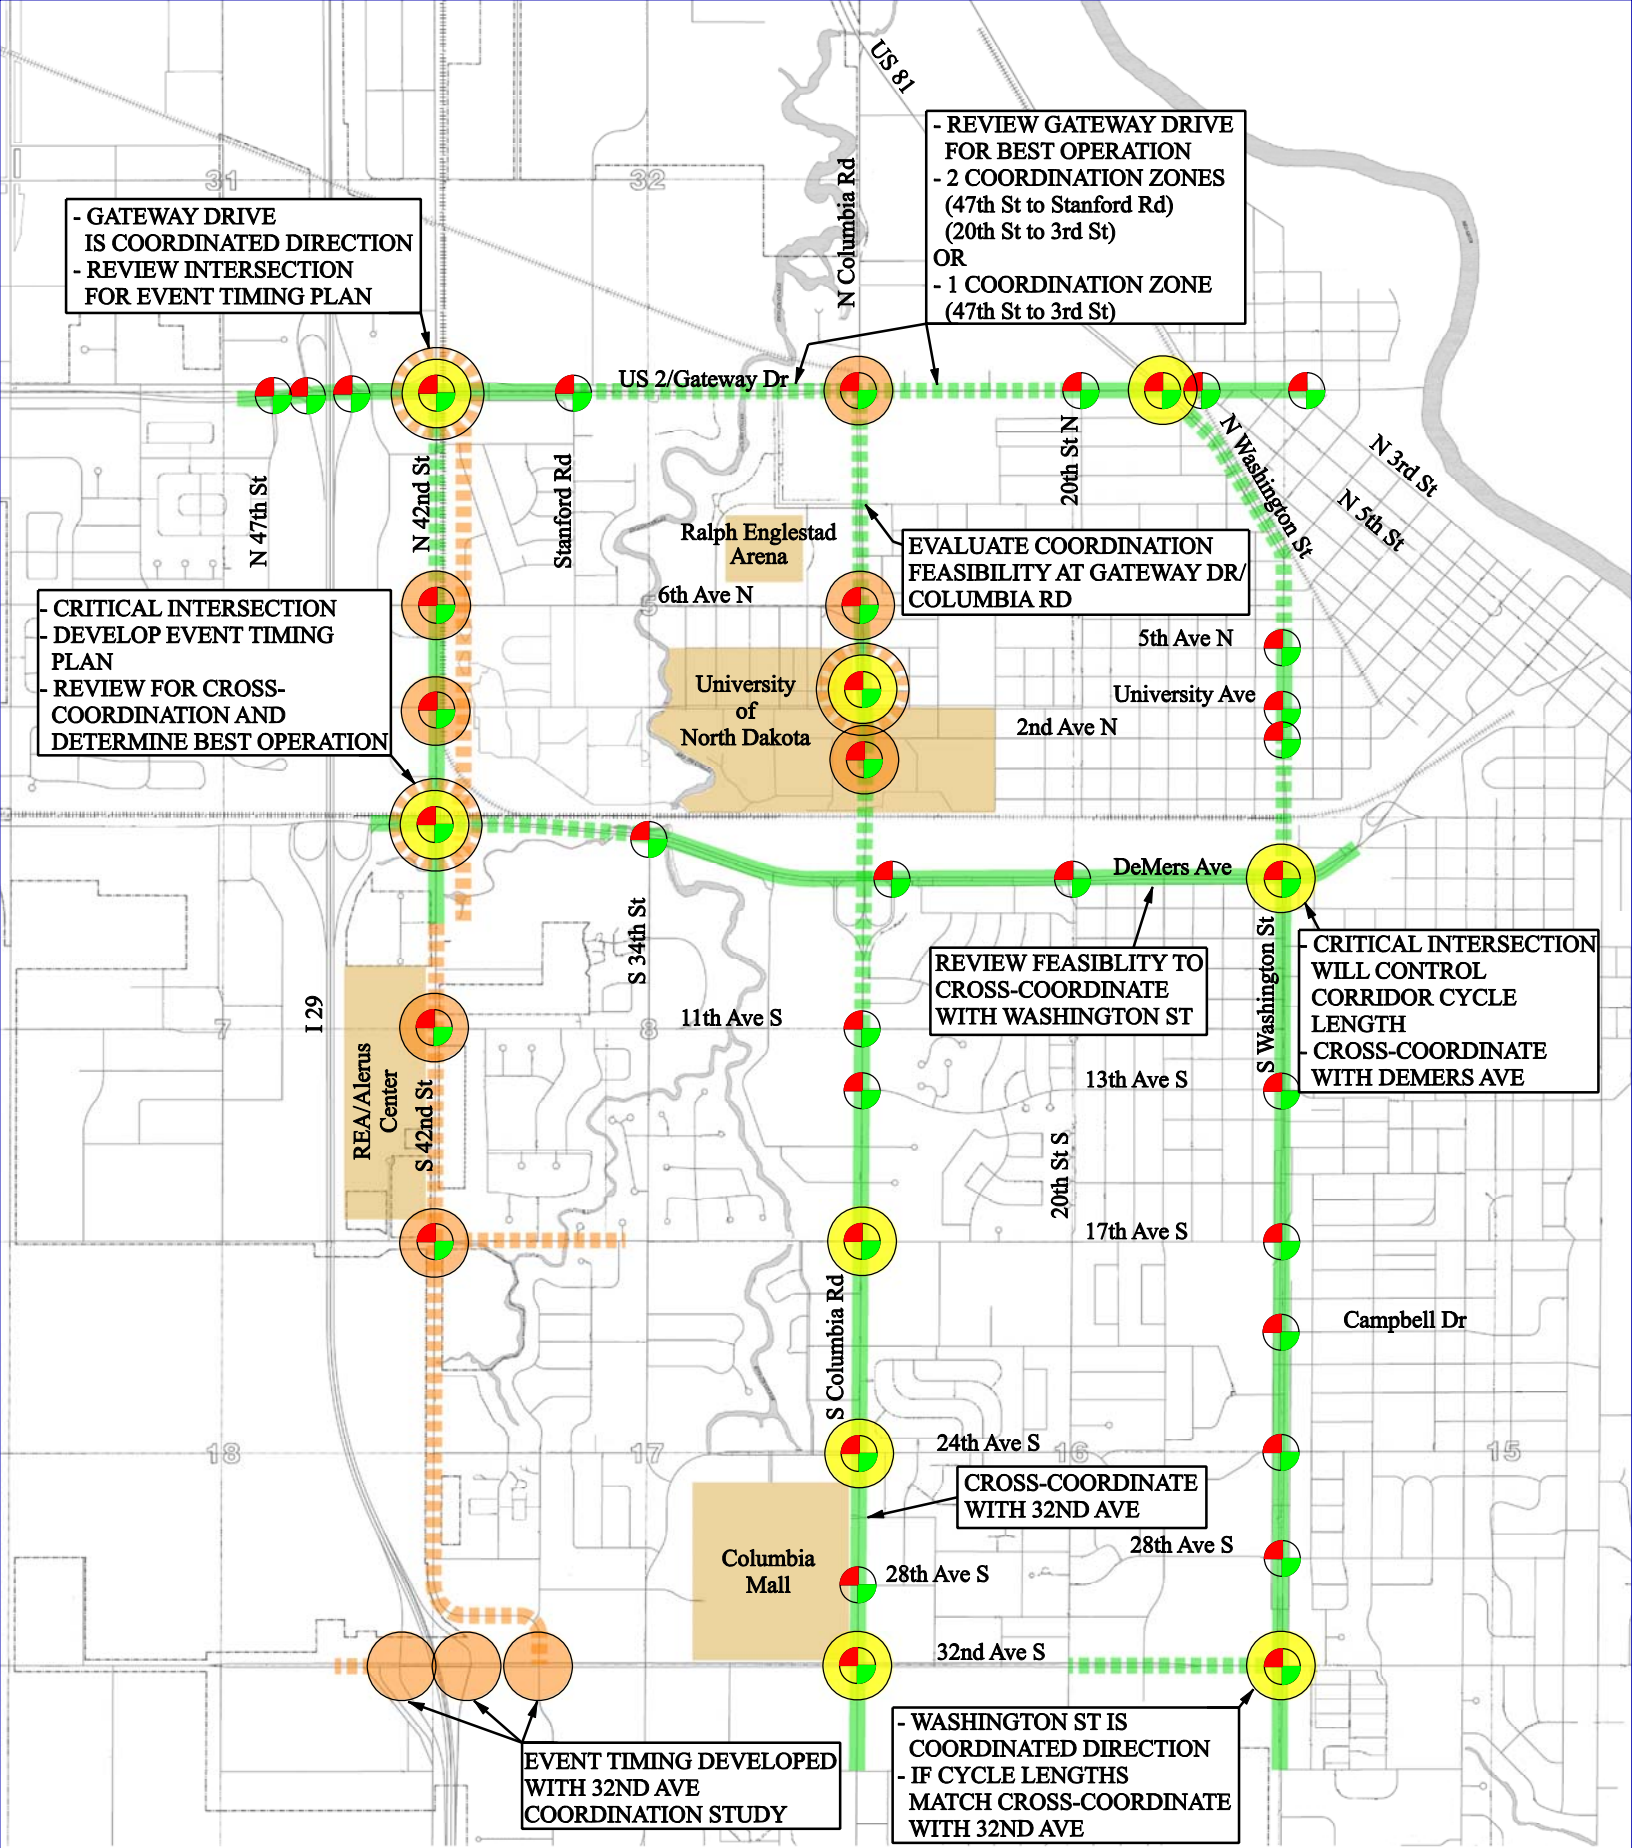 US 81
31
32
- REVIEW GATEWAY DRIVE
FOR BEST OPERATION
- 2 COORDINATION ZONES
(47th St to Stanford Rd)
(20th St to 3rd St)
OR
- 1 COORDINATION ZONE
(47th St to 3rd St)
- GATEWAY DRIVE
IS COORDINATED DIRECTION
- REVIEW INTERSECTION
FOR EVENT TIMING PLAN
N Columbia Rd
US 2/Gateway Dr
N 47th St
N 42nd St
Stanford Rd
20th St N
N Washington St
N 3rd St
N 5th St
Ralph Englestad
Arena
EVALUATE COORDINATION
FEASIBILITY AT GATEWAY DR/
COLUMBIA RD
5
6th Ave N
- CRITICAL INTERSECTION
- DEVELOP EVENT TIMING
PLAN
- REVIEW FOR CROSS-
COORDINATION AND
DETERMINE BEST OPERATION
5th Ave N
University Ave
University
of
North Dakota
2nd Ave N
DeMers Ave
S 34th St
S Washington St
- CRITICAL INTERSECTION
WILL CONTROL
CORRIDOR CYCLE
LENGTH
- CROSS-COORDINATE
WITH DEMERS AVE
REVIEW FEASIBLITY TO
CROSS-COORDINATE
WITH WASHINGTON ST
I 29
7
8
11th Ave S
REA/Alerus
Center
S 42nd St
13th Ave S
20th St S
17th Ave S
S Columbia Rd
Campbell Dr
18
17
24th Ave S
16
15
CROSS-COORDINATE
WITH 32ND AVE
Columbia
Mall
28th Ave S
28th Ave S
32nd Ave S
EVENT TIMING DEVELOPED
WITH 32ND AVE
COORDINATION STUDY
- WASHINGTON ST IS
COORDINATED DIRECTION
- IF CYCLE LENGTHS
MATCH CROSS-COORDINATE
WITH 32ND AVE